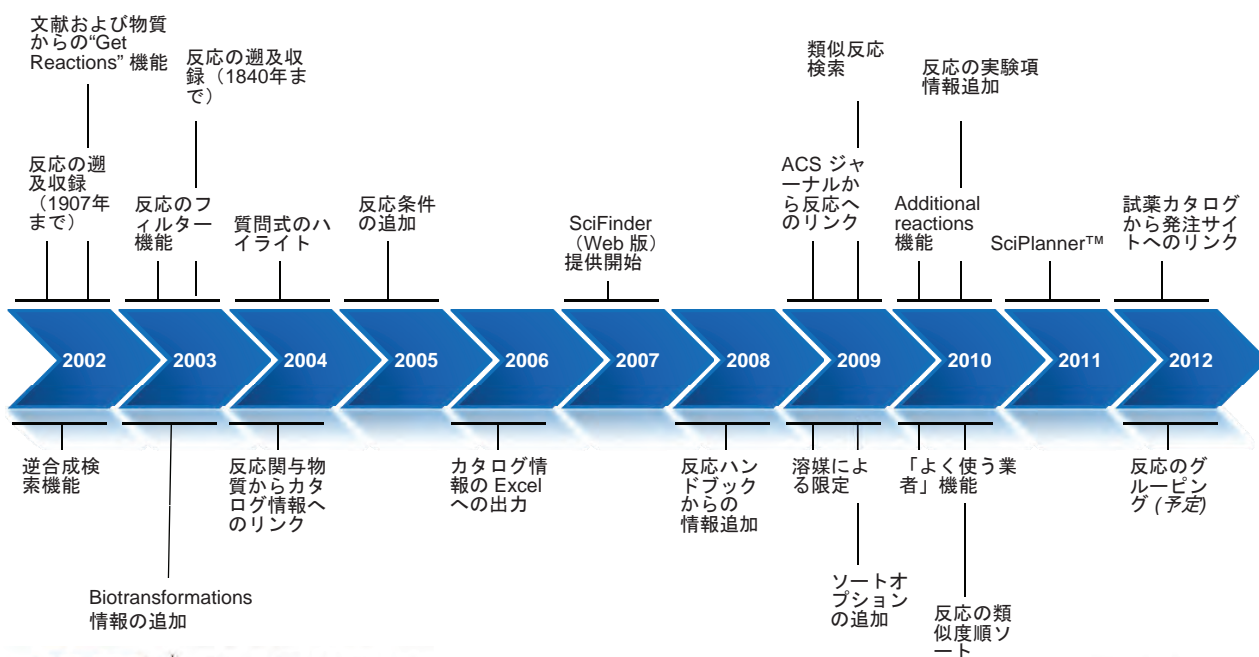 文献および物質
からの“Get
Reactions” 機能
反応の遡及収
録（1840年ま
で）
類似反応
検索
反応の実験項
情報追加
反応の遡
及収録
（1907年
まで）
反応のフ
ィルター
機能
質問式のハ
イライト
反応条件
の追加
SciFinder
（Web 版）
提供開始
ACS ジャ
ーナルから
反応へ
のリンク
Additional
reactions
機能
SciPlanner™
試薬カタログ
から発注サイ
トへのリンク
2002
2003
2004
2005
2006
2007
2008
2009
2010
2011
2012
逆合成検
索機能
反応関与物
質からカタ
ログ情報へ
のリンク
カタログ情
報の Excel
への出力
反応ハン
ドブック
からの
情報追加
溶媒によ
る限定
「よく使う業
者」機能
反応のグ
ルーピン
グ (予定)
Biotransformations
情報の追加
ソートオ
プション
の追加
反応の類
似度順ソ
ート